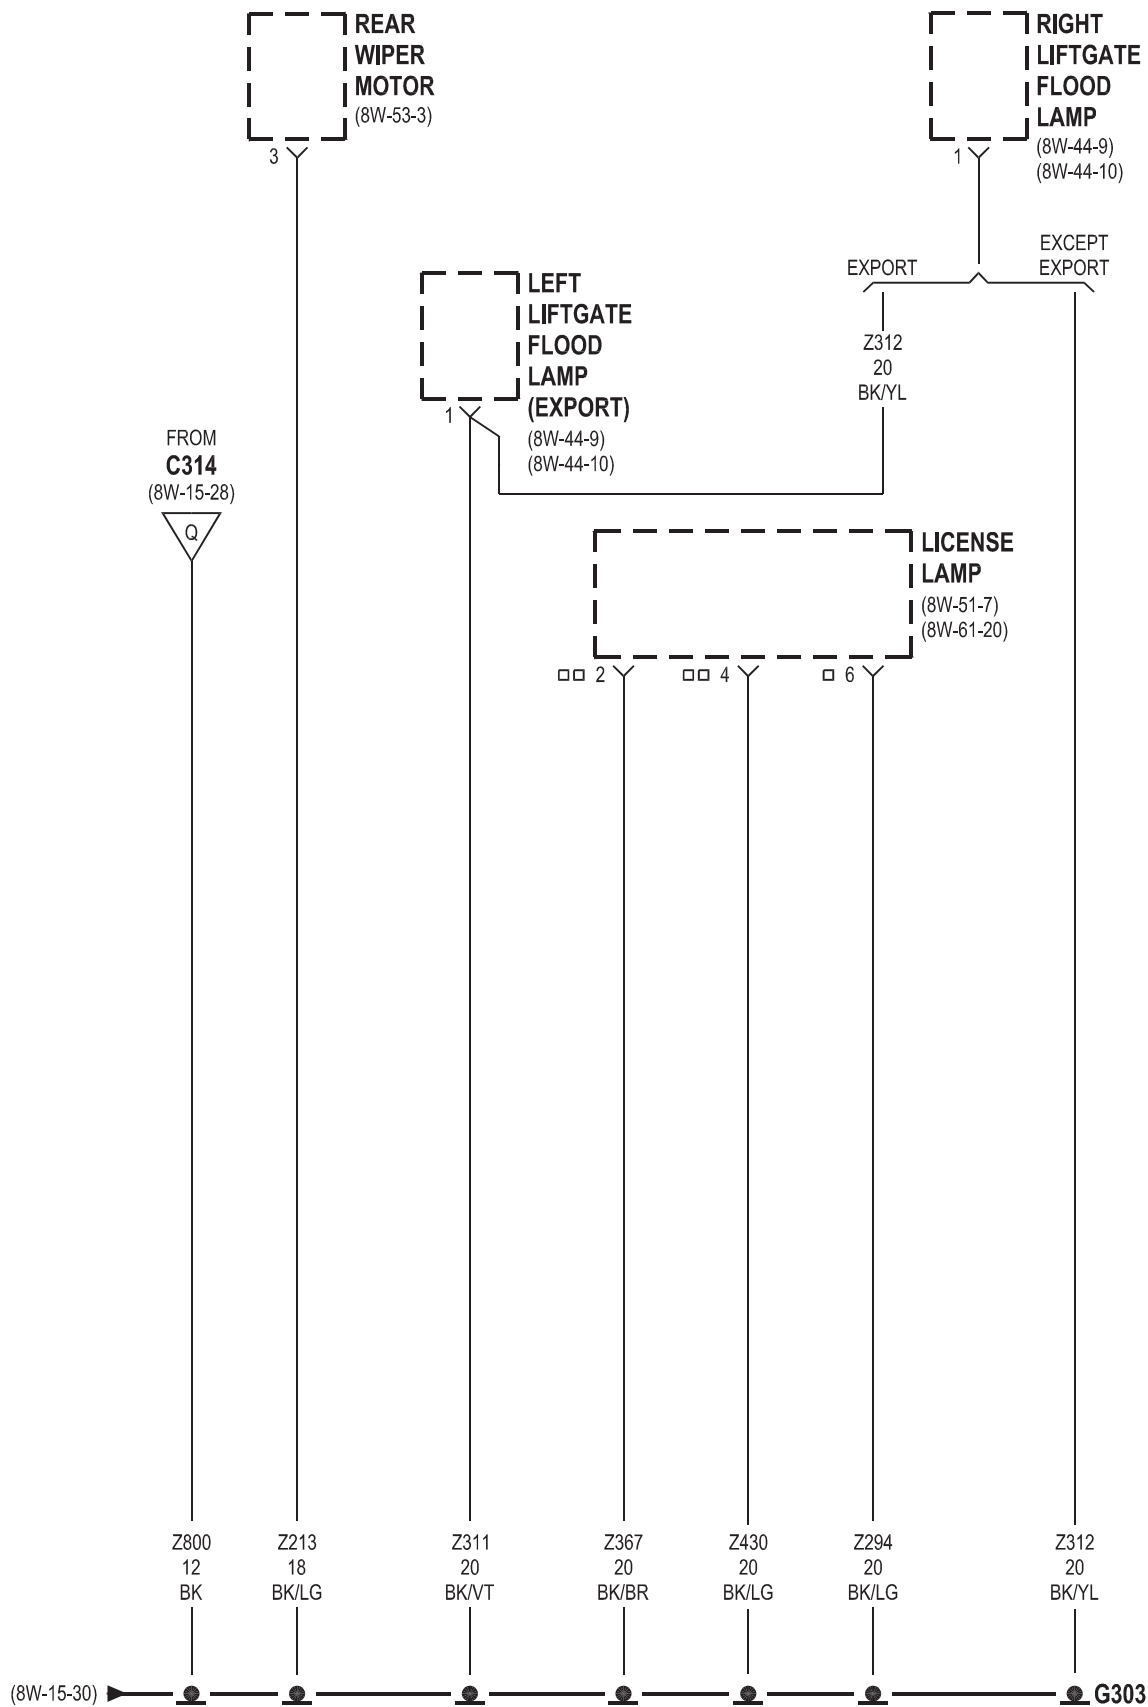 REAR
WIPER
MOTOR
(8W-53-3)
3
RIGHT
LIFTGATE
FLOOD
LAMP
(8W-44-9)
(8W-44-10)
1
EXPORT
EXCEPT
EXPORT
LEFT
LIFTGATE
FLOOD
LAMP
(EXPORT)
(8W-44-9)
(8W-44-10)
1
Z312
20
BK/YL
FROM
C314
(8W-15-28)
Q
LICENSE
LAMP
(8W-51-7)
(8W-61-20)
2
4
6
Z800
12
BK
Z213
18
BK/LG
Z311
20
BK/VT
Z367
20
BK/BR
Z430
20
BK/LG
Z294
20
BK/LG
Z312
20
BK/YL
(8W-15-30)
G303